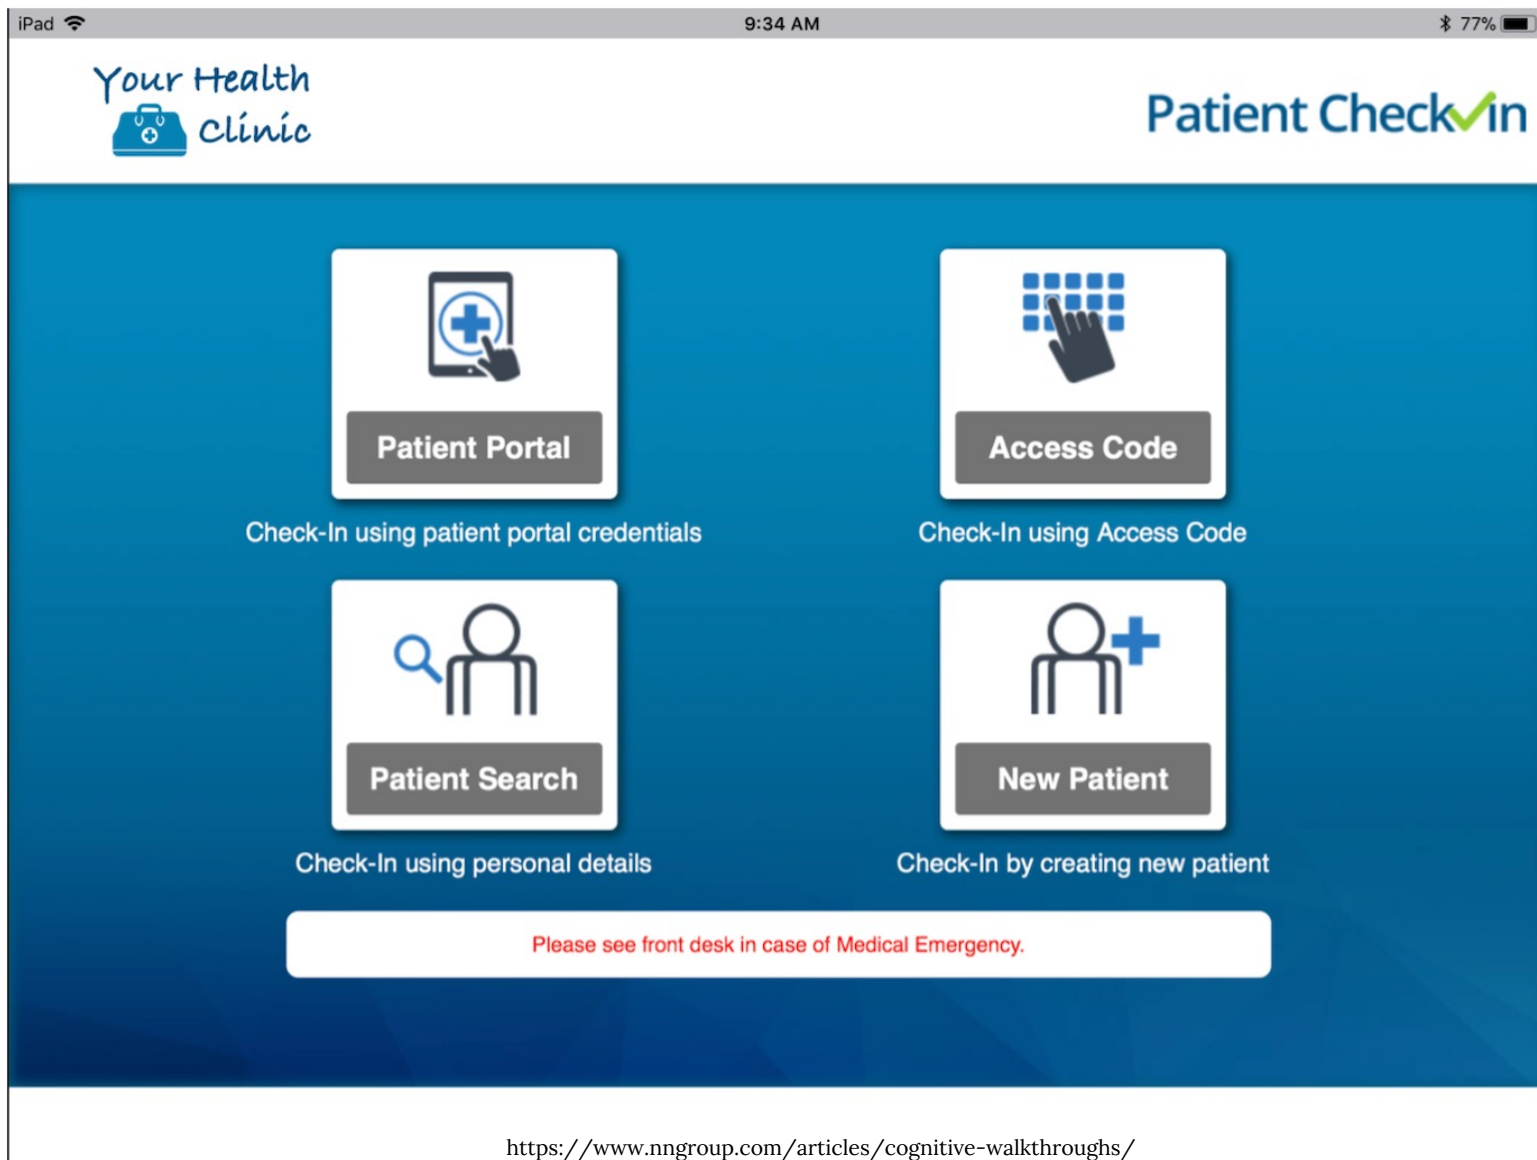 iPad 9:34 AM 77%
Your Health
Clinic
Patient Check in
Patient Portal
Access Code
Check-In using patient portal credentials
Check-In using Access Code
Patient Search
New Patient
Check-In using personal details
Check-In by creating new patient
Please see front desk in case of Medical Emergency.
https://www.nngroup.com/articles/cognitive-walkthroughs/